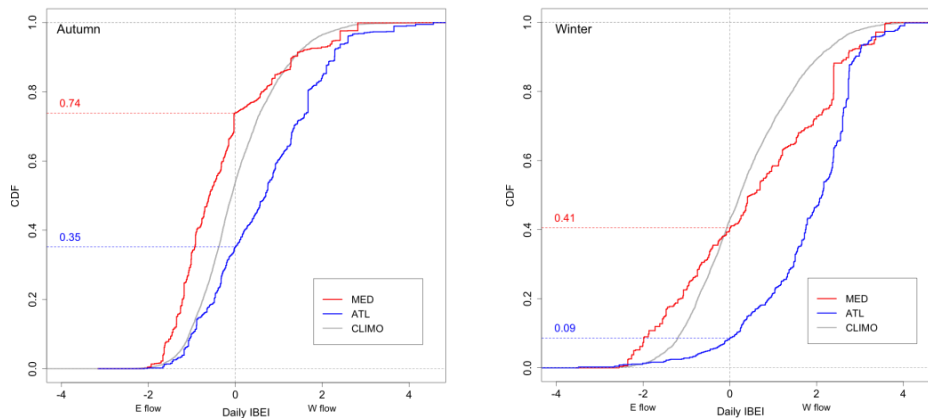 Autumn
CDF
1.0
0.8
0.6
0.4
0.2
0.0
0.74
0.35
MED
ATL
CLIMO
-4
-2
0
2
4
E flow
Daily IBEI
W flow
Winter
CDF
1.0
0.8
0.6
0.4
0.2
0.0
0.41
0.09
MED
ATL
CLIMO
-4
-2
0
2
4
E flow
Daily IBEI
W flow